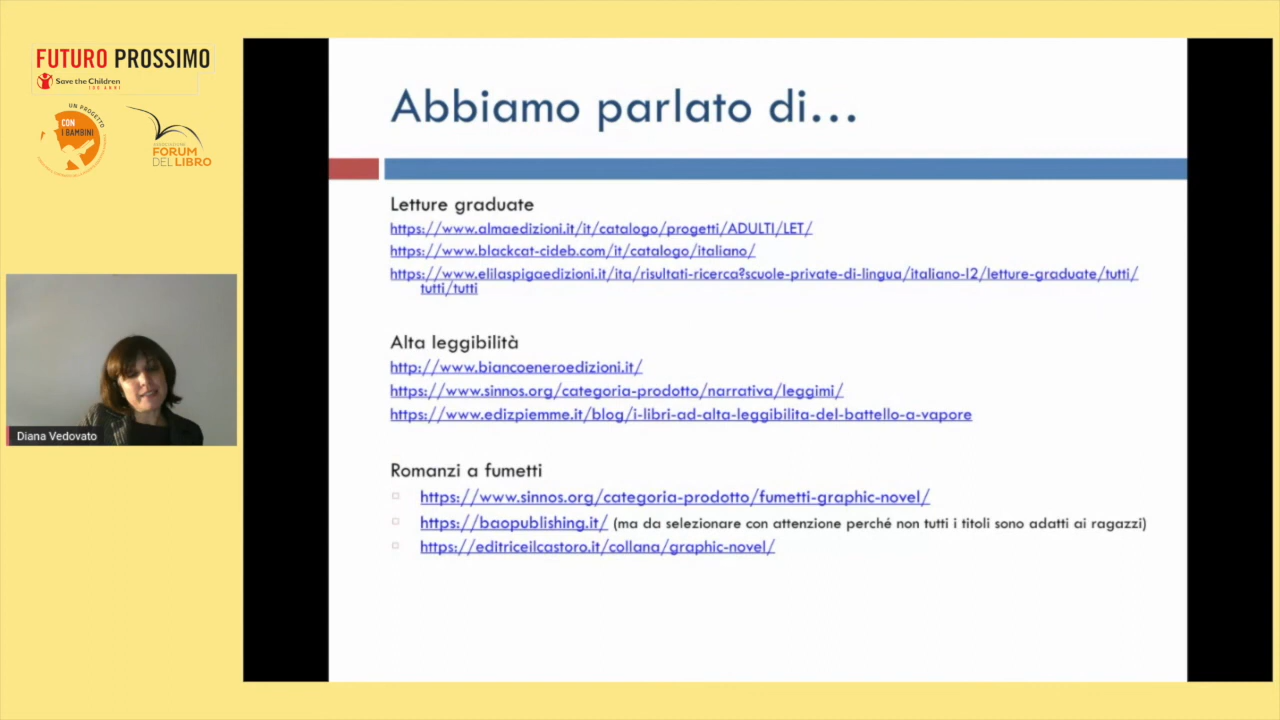 FUTURO PROSSIMO
Save the Children
100 ANNI
UN PROGETTO
CON
I BAMBINI
ASSOCIAZIONE
FORUM
DEL LIBRO
Diana Vedovato
Abbiamo parlato di…
Letture graduate
https://www.almaedizioni.it/it/catalogo/progetti/ADULTI/LET/
https://www.blackcat-cideb.com/it/catalogo/italiano/
https://www.elilaspigaedizioni.it/ita/risultati-ricerca?scuole-private-di-lingua/italiano-l2/letture-graduate/tutti/
tutti/tutti
Alta leggibilità
http://www.biancoeneroedizioni.it/
https://www.sinnos.org/categoria-prodotto/narrativa/leggimi/
https://www.edizpiemme.it/blog/i-libri-ad-alta-leggibilita-del-battello-a-vapore
Romanzi a fumetti
https://www.sinnos.org/categoria-prodotto/fumetti-graphic-novel/
https://baopublishing.it/ (ma da selezionare con attenzione perché non tutti i titoli sono adatti ai ragazzi)
https://editriceilcastoro.it/collana/graphic-novel/